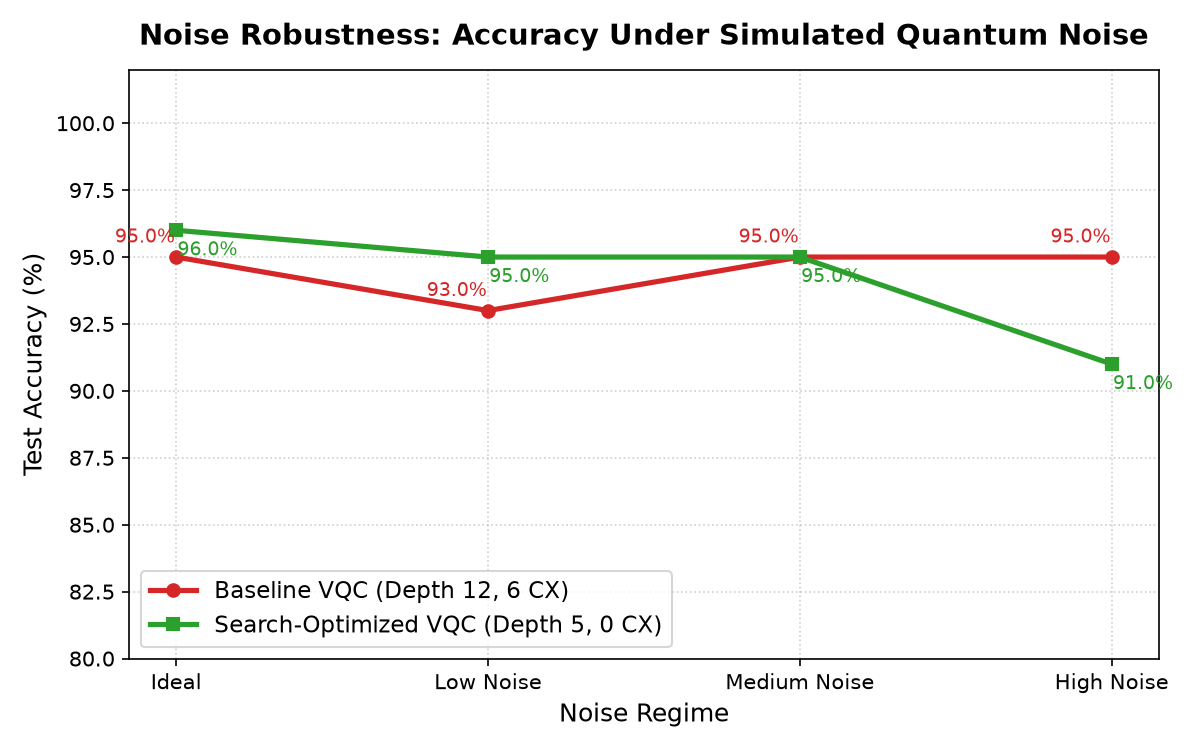 Noise Robustness: Accuracy Under Simulated Quantum Noise
Test Accuracy (%)
100.0
97.5
95.0
92.5
90.0
87.5
85.0
82.5
80.0
95.0%
96.0%
93.0%
95.0%
95.0%
95.0%
95.0%
91.0%
Baseline VQC (Depth 12, 6 CX)
Search-Optimized VQC (Depth 5, 0 CX)
Ideal
Low Noise
Medium Noise
High Noise
Noise Regime